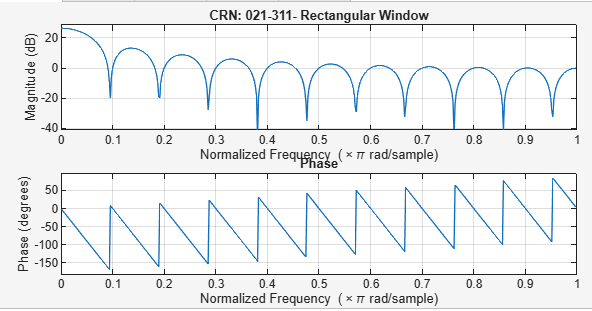 CRN: 021-311- Rectangular Window
Magnitude (dB)
20
0
-20
-40
0 0.1 0.2 0.3 0.4 0.5 0.6 0.7 0.8 0.9 1
Normalized Frequency (×π rad/sample)
Phase
Phase (degrees)
50
0
-50
-100
-150
0 0.1 0.2 0.3 0.4 0.5 0.6 0.7 0.8 0.9 1
Normalized Frequency (×π rad/sample)